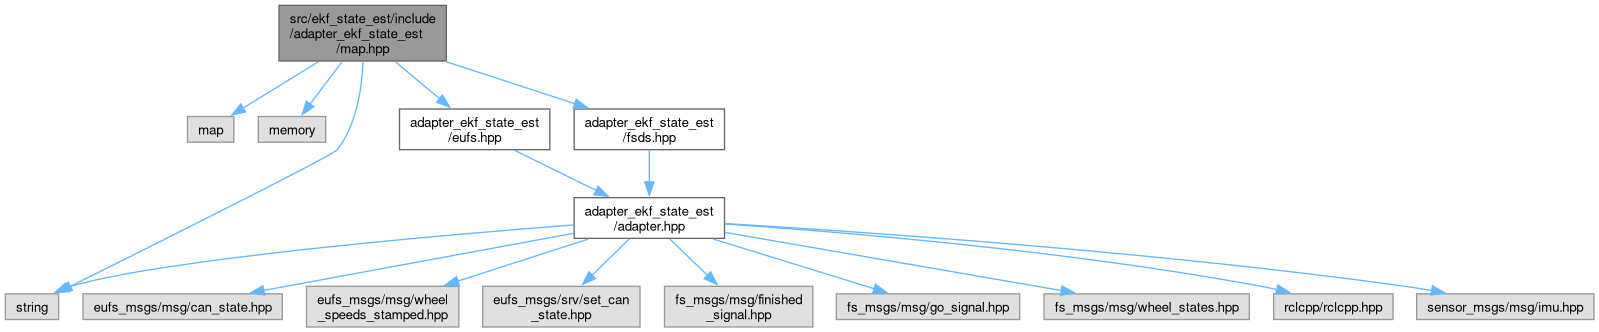 src/ekf_state_est/include
/adapter_ekf_state_est
/map.hpp
map
memory
adapter_ekf_state_est
/eufs.hpp
adapter_ekf_state_est
/fsds.hpp
adapter_ekf_state_est
/adapter.hpp
string
eufs_msgs/msg/can_state.hpp
eufs_msgs/msg/wheel
_speeds_stamped.hpp
eufs_msgs/srv/set_can
_state.hpp
fs_msgs/msg/finished
_signal.hpp
fs_msgs/msg/go_signal.hpp
fs_msgs/msg/wheel_states.hpp
rclcpp/rclcpp.hpp
sensor_msgs/msg/imu.hpp